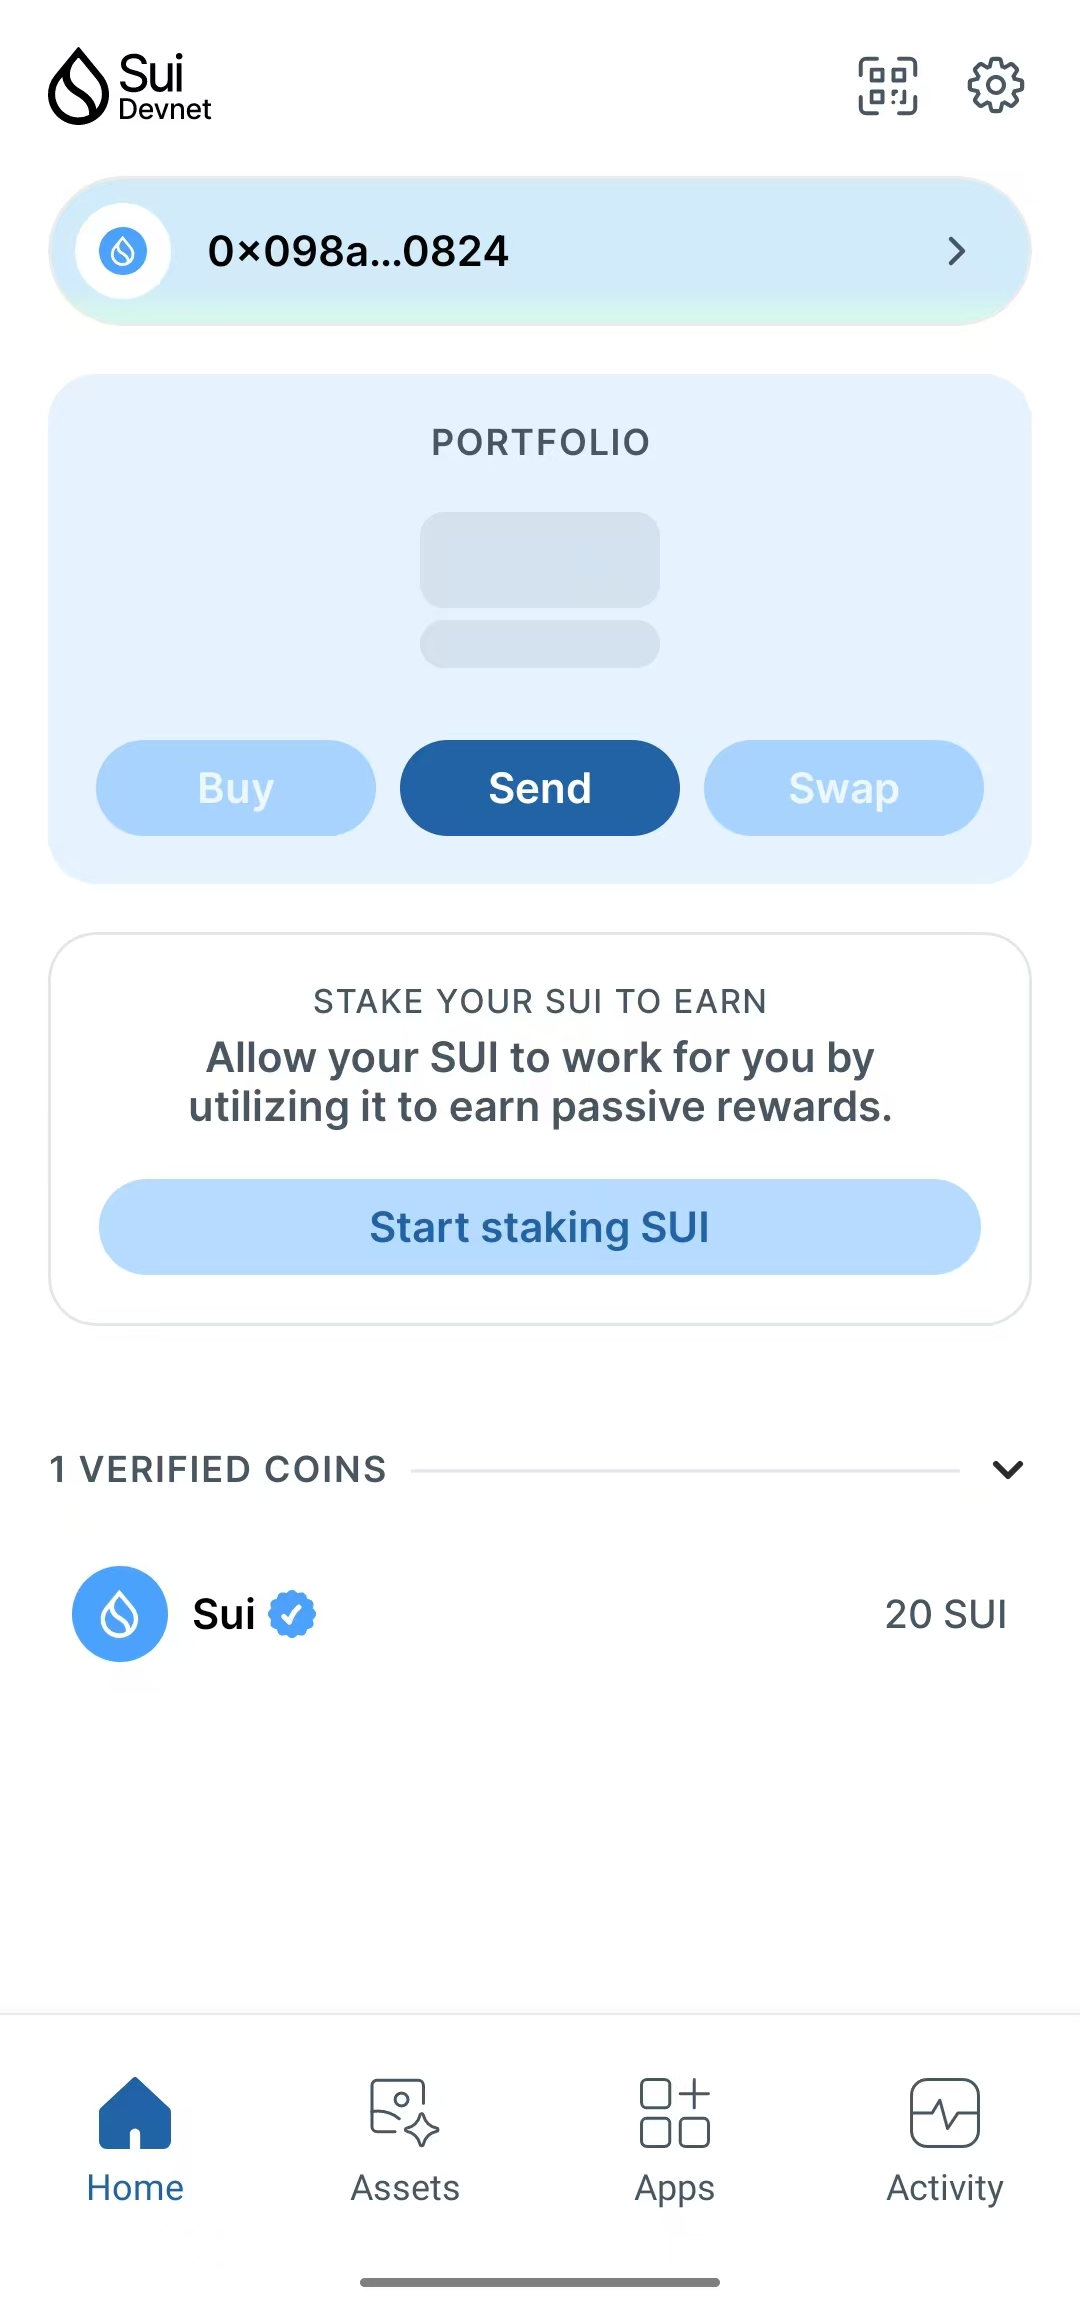 Sui
Devnet
0×098a...0824
PORTFOLIO
Buy
Send
Swap
STAKE YOUR SUI TO EARN
Allow your SUI to work for you by
utilizing it to earn passive rewards.
Start staking SUI
1 VERIFIED COINS
Sui
20 SUI
Home
Assets
Apps
Activity